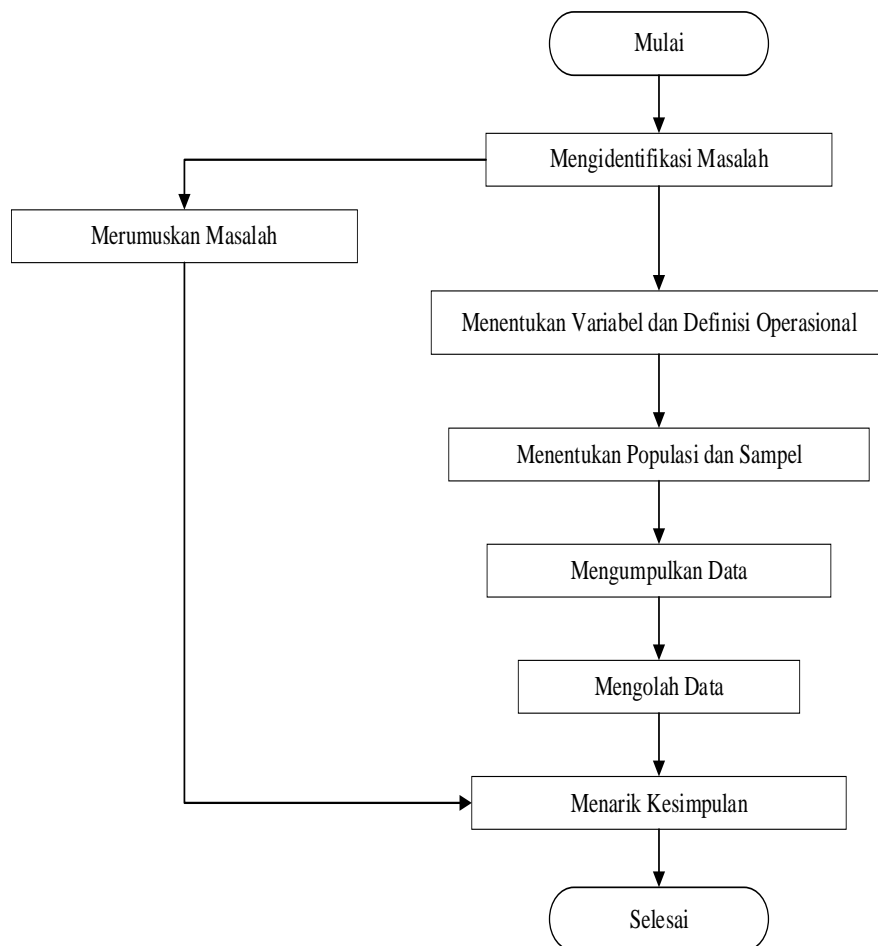 Mulai
Mengidentifikasi Masalah
Merumuskan Masalah
Menentukan Variabel dan Definisi Operasional
Menentukan Populasi dan Sampel
Mengumpulkan Data
Mengolah Data
Menarik Kesimpulan
Selesai